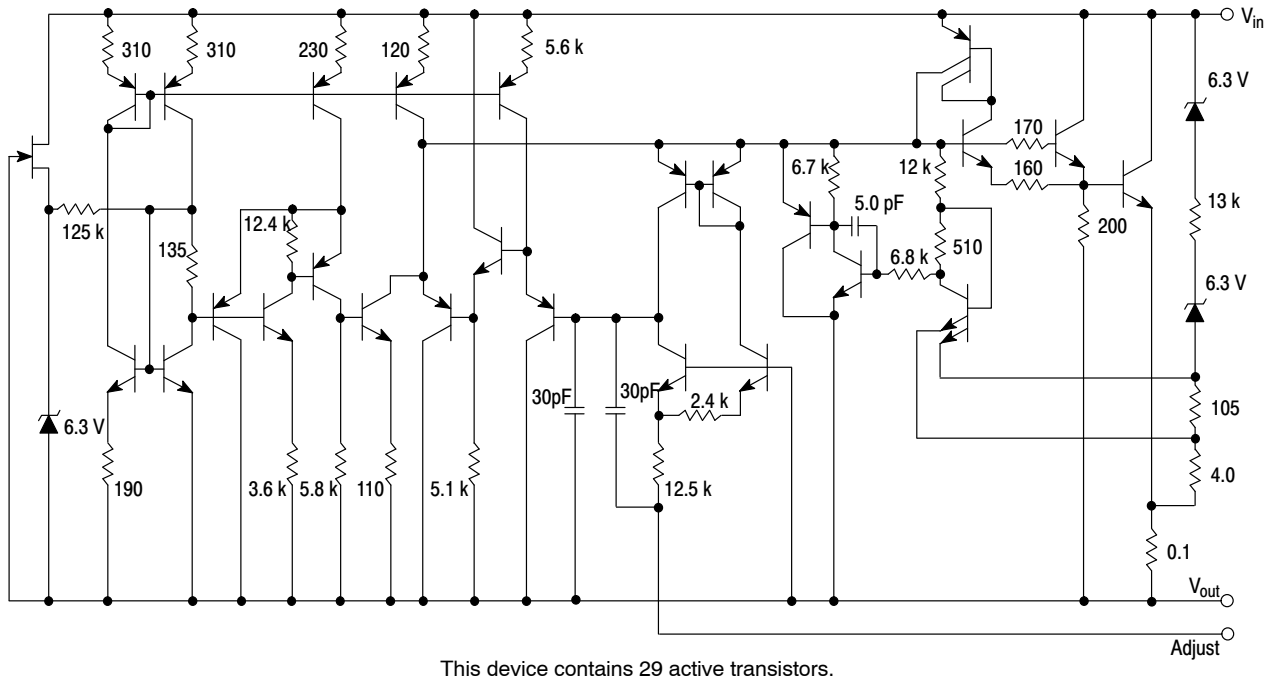 310
310
230
120
5.6 k
V_in
6.3 V
170
160
6.7 k
12 k
5.0 pF
13 k
200
125 k
12.4 k
135
6.8 k
510
6.3 V
30pF
30pF
2.4 k
105
6.3 V
190
3.6 k
5.8 k
110
5.1 k
12.5 k
4.0
0.1
V_out
Adjust
This device contains 29 active transistors.